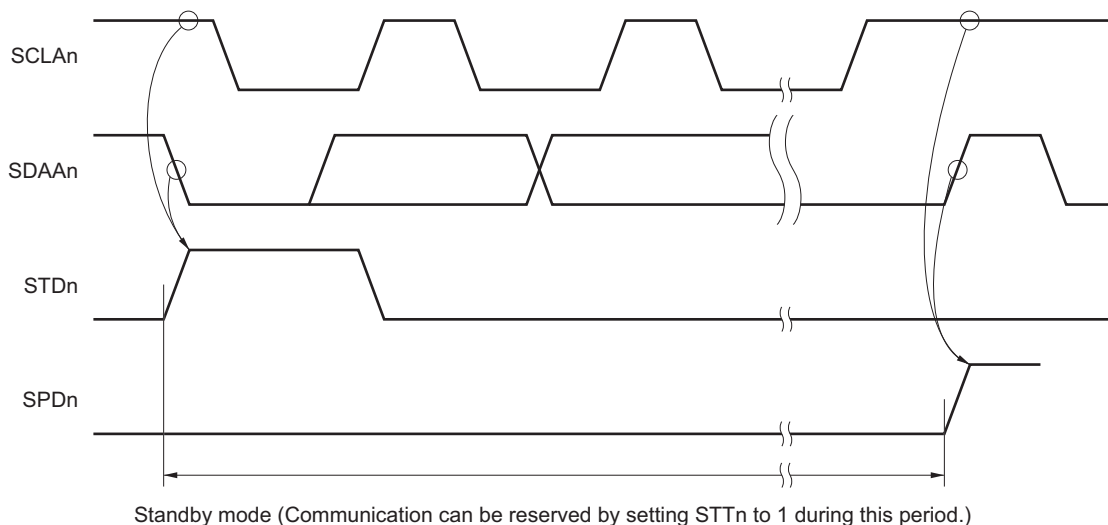 SCLAn
SDAAn
STDn
SPDn
Standby mode (Communication can be reserved by setting STTn to 1 during this period.)